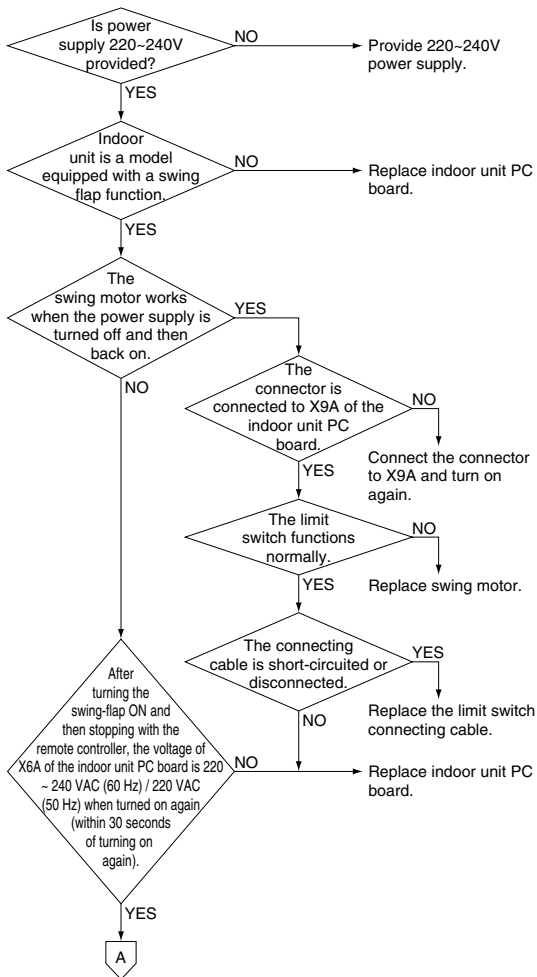 Is power
supply 220~240V
provided?
NO
Provide 220~240V
power supply.
YES
Indoor
unit is a model
equipped with a swing
flap function.
NO
Replace indoor unit PC
board.
YES
The
swing motor works
when the power supply is
turned off and then
back on.
YES
NO
The
connector is
connected to X9A of the
indoor unit PC
board.
NO
Connect the connector
to X9A and turn on
again.
YES
The limit
switch functions
normally.
NO
Replace swing motor.
YES
The connecting
cable is short-circuited or
disconnected.
YES
Replace the limit switch
connecting cable.
NO
After
turning the
swing-flap ON and
then stopping with the
remote controller, the voltage of
X6A of the indoor unit PC board is 220
~ 240 VAC (60 Hz) / 220 VAC
(50 Hz) when turned on again
(within 30 seconds
of turning on
again).
NO
Replace indoor unit PC
board.
YES
A